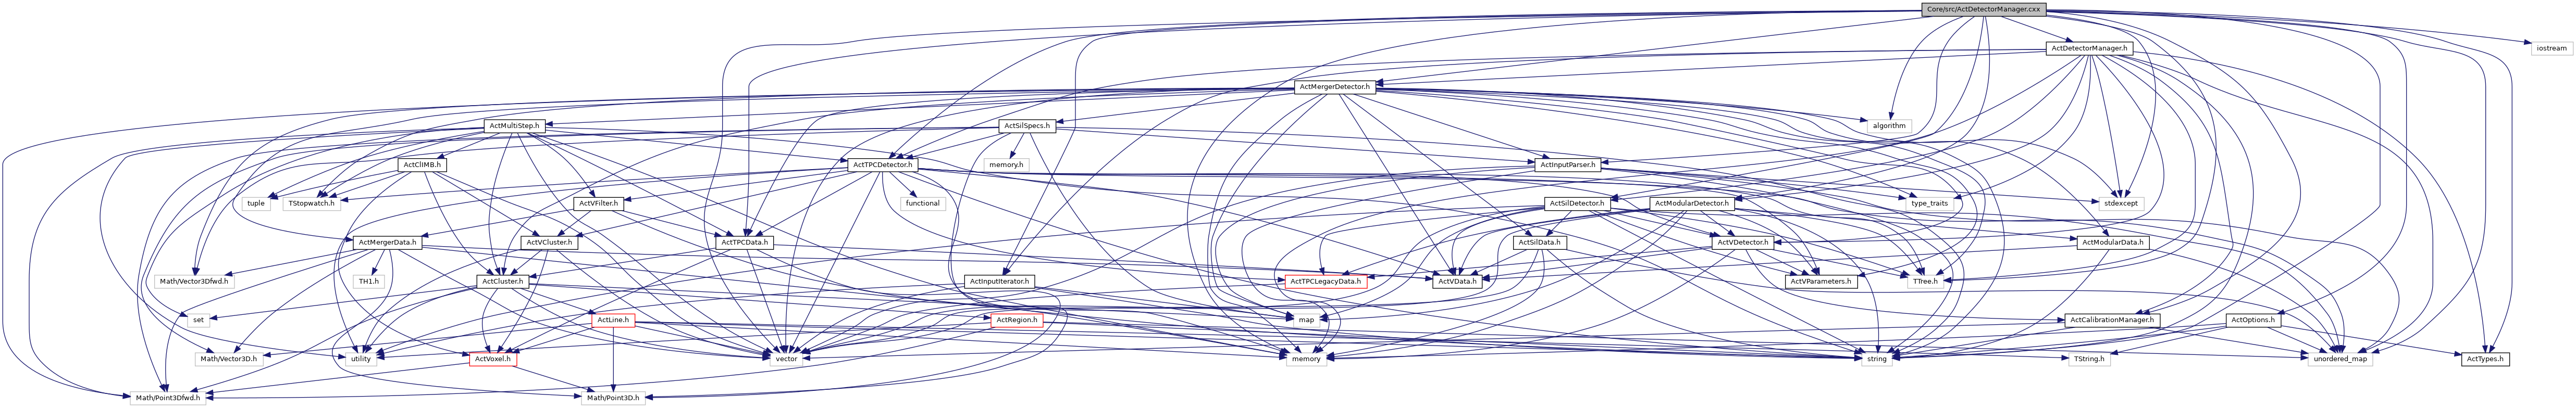 Core/src/ActDetectorManager.cxx
iostream
ActDetectorManager.h
ActMergerDetector.h
ActMultiStep.h
ActSilSpecs.h
algorithm
ActCliMB.h
memory.h
ActTPCDetector.h
ActInputParser.h
tuple
TStopwatch.h
ActVFilter.h
functional
ActSilDetector.h
ActModularDetector.h
type_traits
stdexcept
ActMergerData.h
ActVCluster.h
ActTPCData.h
ActSilData.h
ActVDetector.h
ActModularData.h
Math/Vector3Dfwd.h
TH1.h
ActCluster.h
ActInputIterator.h
ActTPCLegacyData.h
ActVData.h
ActVParameters.h
TTree.h
set
ActLine.h
ActRegion.h
map
ActCalibrationManager.h
ActOptions.h
Math/Vector3D.h
utility
ActVoxel.h
vector
memory
string
TString.h
unordered_map
ActTypes.h
Math/Point3Dfwd.h
Math/Point3D.h